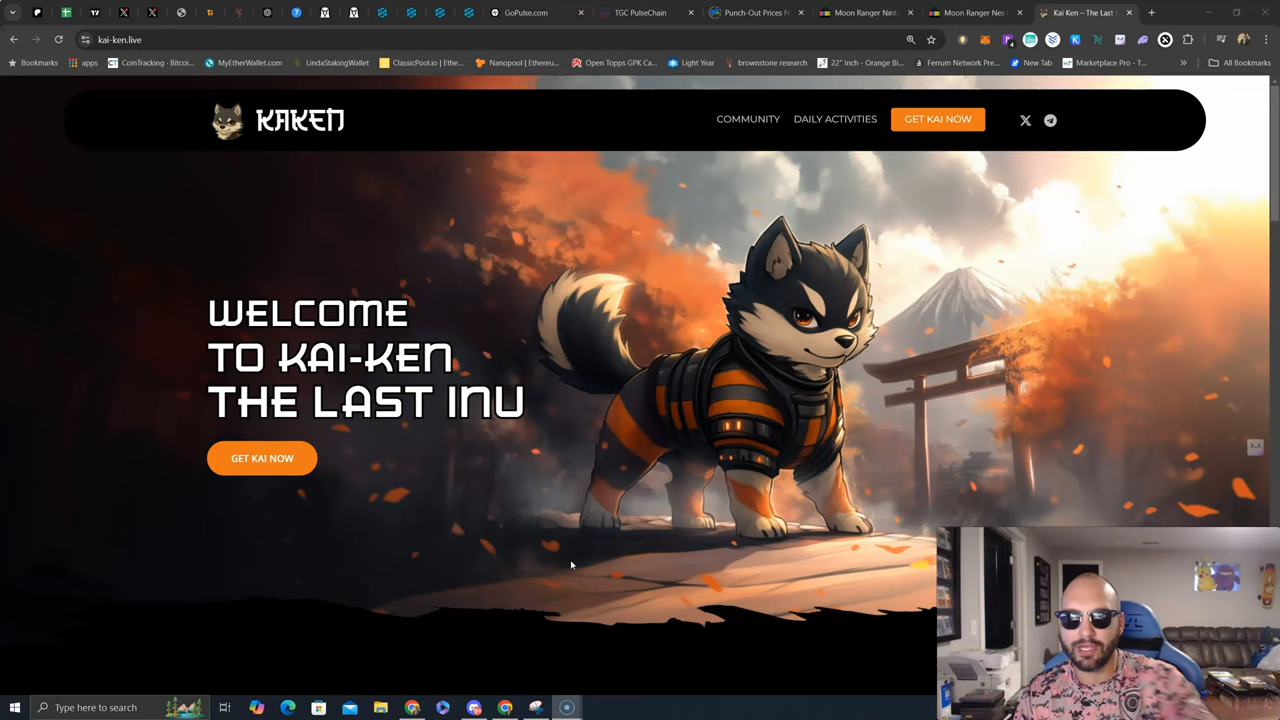 GoPulse.com
TGC PulseChain
Punch-Out Prices N
Moon Ranger Ninte
Moon Ranger Nes
Kai Ken – The Last
kai-ken.live
Bookmarks
apps
CoinTracking · Bitcoi...
MyEtherWallet.com
LindaStakingWallet
ClassicPool.io | Ethe...
Nanopool | Ethereu...
Open Topps GPK Ca...
Light Year
brownstone research
22" Inch - Orange Bi...
Ferrum Network Pre...
New Tab
Marketplace Pro - T...
All Bookmarks
KAKEN
COMMUNITY
DAILY ACTIVITIES
GET KAI NOW
WELCOME
TO KAI-KEN
THE LAST INU
GET KAI NOW
Type here to search